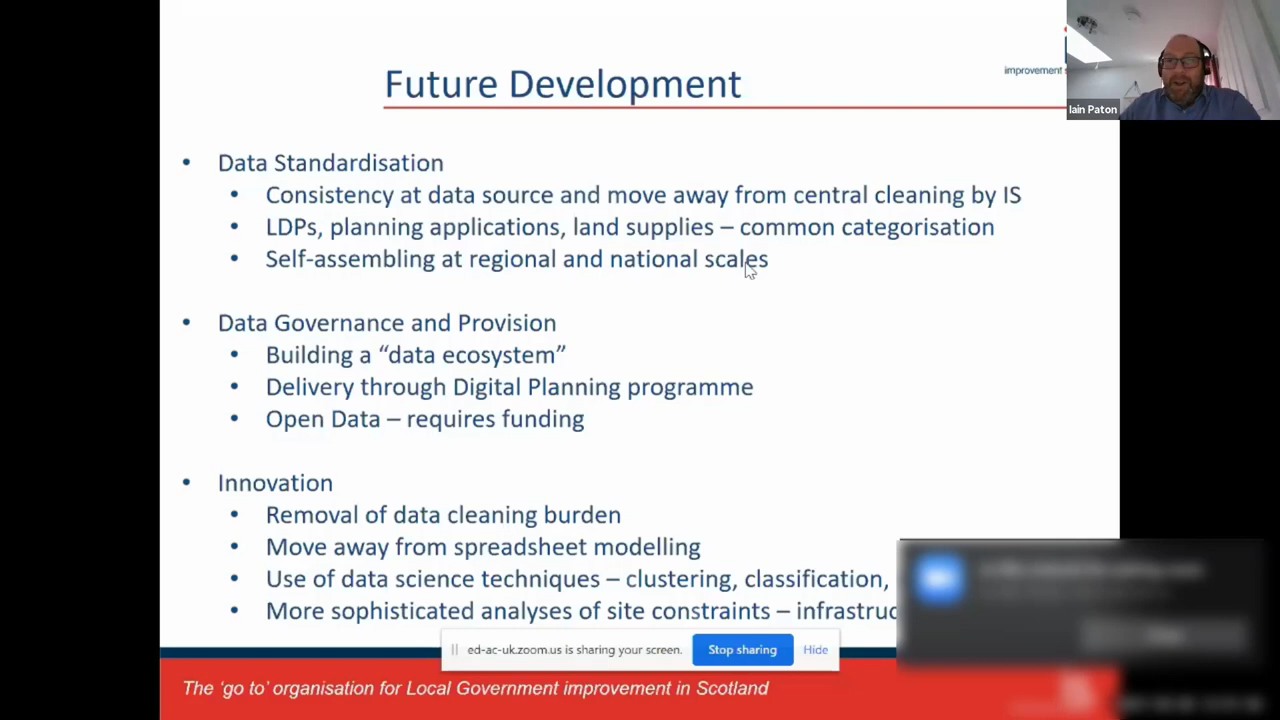 Future Development
improvement
Iain Paton
• Data Standardisation
• Consistency at data source and move away from central cleaning by IS
• LDPs, planning applications, land supplies – common categorisation
• Self-assembling at regional and national scales
• Data Governance and Provision
• Building a “data ecosystem”
• Delivery through Digital Planning programme
• Open Data – requires funding
• Innovation
• Removal of data cleaning burden
• Move away from spreadsheet modelling
• Use of data science techniques – clustering, classification,
• More sophisticated analyses of site constraints – infrastruc
ed-ac-uk.zoom.us is sharing your screen. Stop sharing Hide
The ‘go to’ organisation for Local Government improvement in Scotland